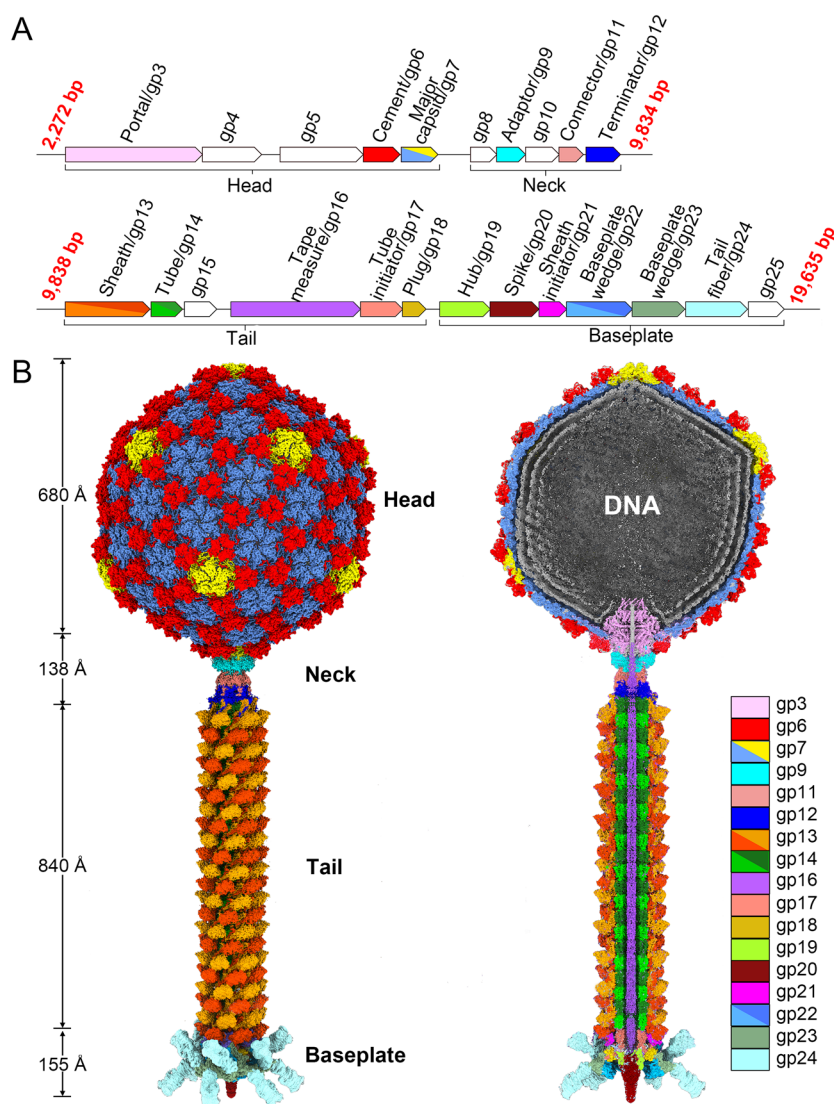 A
2,272 bp
Portal/gp3
gp4
gp5
Cement/gp6
Major
capsid/gp7
gp8
Adaptor/gp9
gp10
Connector/gp11
Terminator/gp12
9,834 bp
Head
Neck
9,838 bp
Sheath/gp13
Tube/gp14
gp15
Tape
measure/gp16
Tube
initiator/gp17
Plug/gp18
Hub/gp19
Spike/gp20
Sheath
initiator/gp21
Baseplate
wedge/gp22
Baseplate
wedge/gp23
Tail
fiber/gp24
gp25
19,635 bp
Tail
Baseplate
B
680 Å
Head
DNA
138 Å
Neck
840 Å
Tail
155 Å
Baseplate
gp3
gp6
gp7
gp9
gp11
gp12
gp13
gp14
gp16
gp17
gp18
gp19
gp20
gp21
gp22
gp23
gp24